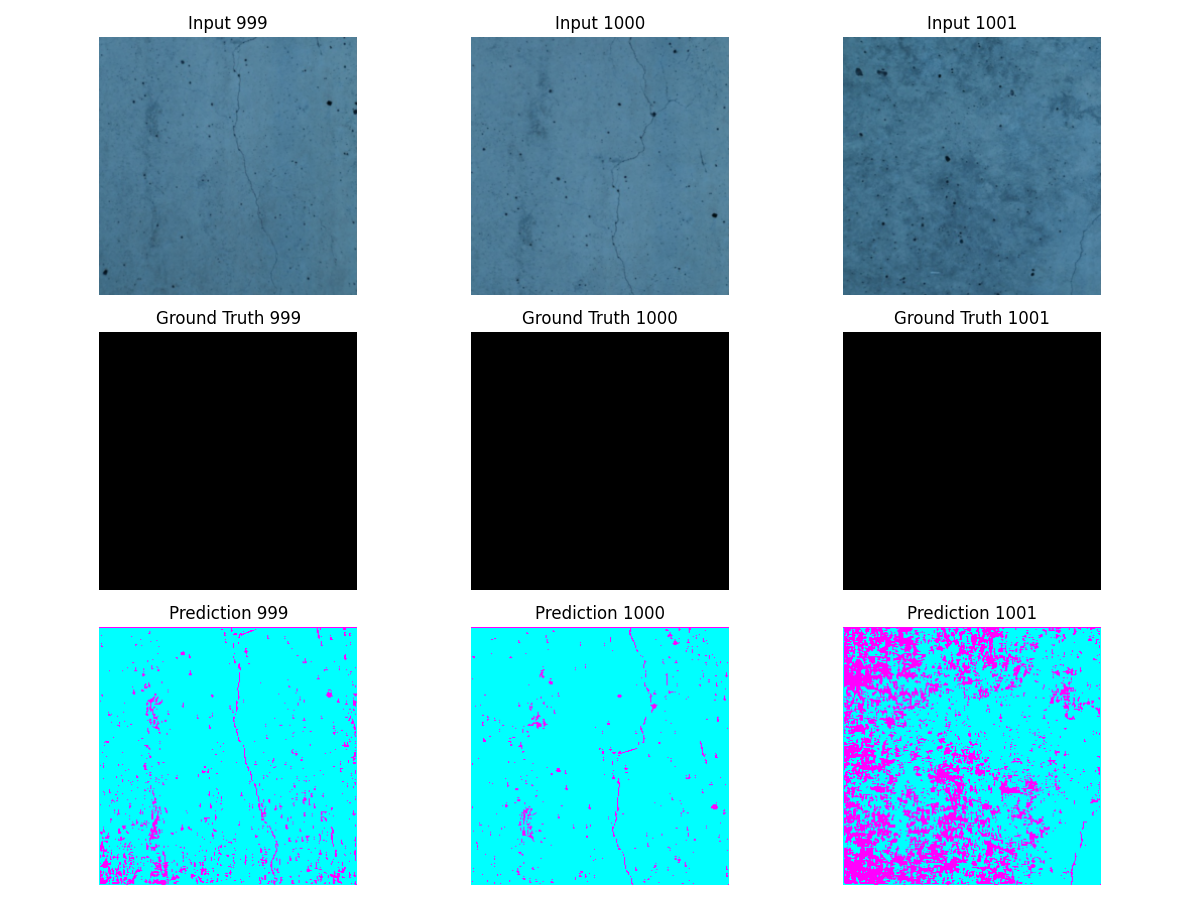 Input 999
Input 1000
Input 1001
Ground Truth 999
Ground Truth 1000
Ground Truth 1001
Prediction 999
Prediction 1000
Prediction 1001